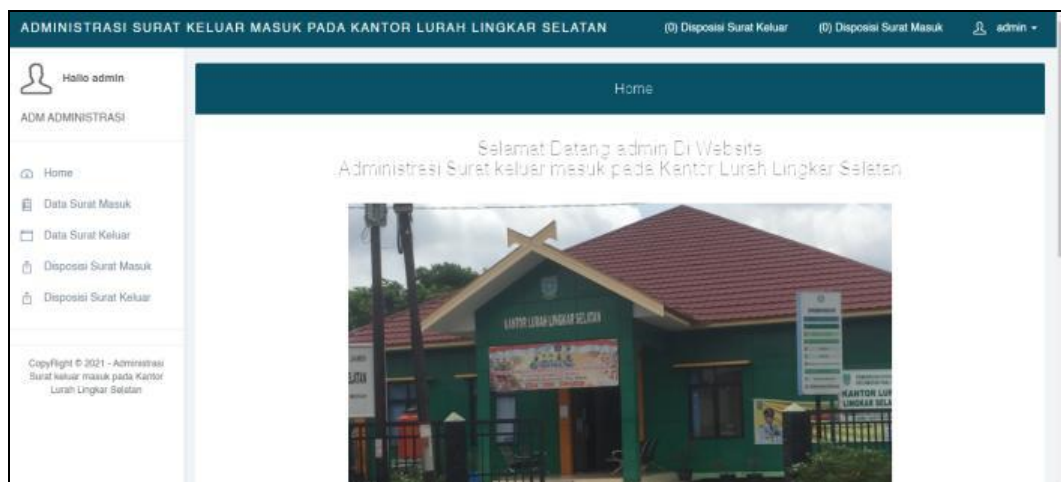 ADMINISTRASI SURAT KELUAR MASUK PADA KANTOR LURAH LINGKAR SELATAN
(0) Disposisi Surat Keluar
(0) Disposisi Surat Masuk
admin
Hallo admin
ADM ADMINISTRASI
Home
Data Surat Masuk
Data Surat Keluar
Disposisi Surat Masuk
Disposisi Surat Keluar
CopyRight © 2021 - Administrasi
Surat keluar masuk pada Kantor
Lurah Lingkar Selatan
Home
Selamat Datang admin Di Website
Administrasi Surat keluar masuk pada Kantor Lurah Lingkar Selatan
KANTOR LURAH LINGKAR SELATAN
KANTOR LUR
LINGKAR SELA